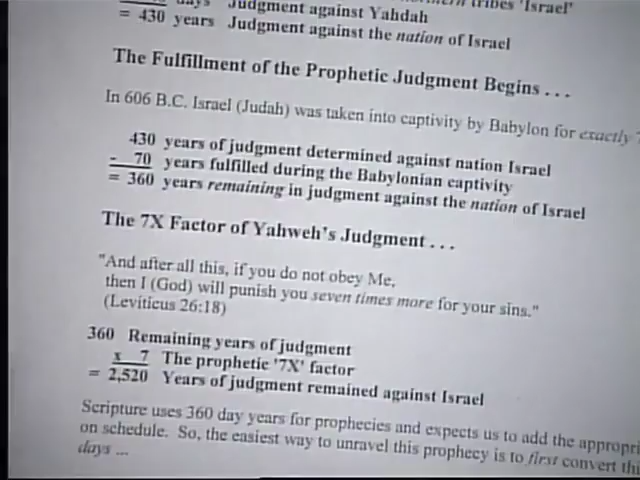 days Judgment against Yahdah
tribes 'Israel'
= 430 years Judgment against the nation of Israel
The Fulfillment of the Prophetic Judgment Begins . . .
In 606 B.C. Israel (Judah) was taken into captivity by Babylon for exactly
430 years of judgment determined against nation Israel
- 70 years fulfilled during the Babylonian captivity
= 360 years remaining in judgment against the nation of Israel
The 7X Factor of Yahweh's Judgment . . .
"And after all this, if you do not obey Me,
then I (God) will punish you seven times more for your sins."
(Leviticus 26:18)
360 Remaining years of judgment
x 7 The prophetic '7X' factor
= 2,520 Years of judgment remained against Israel
Scripture uses 360 day years for prophecies and expects us to add the appropri
on schedule. So, the easiest way to unravel this prophecy is to first convert thi
days ...